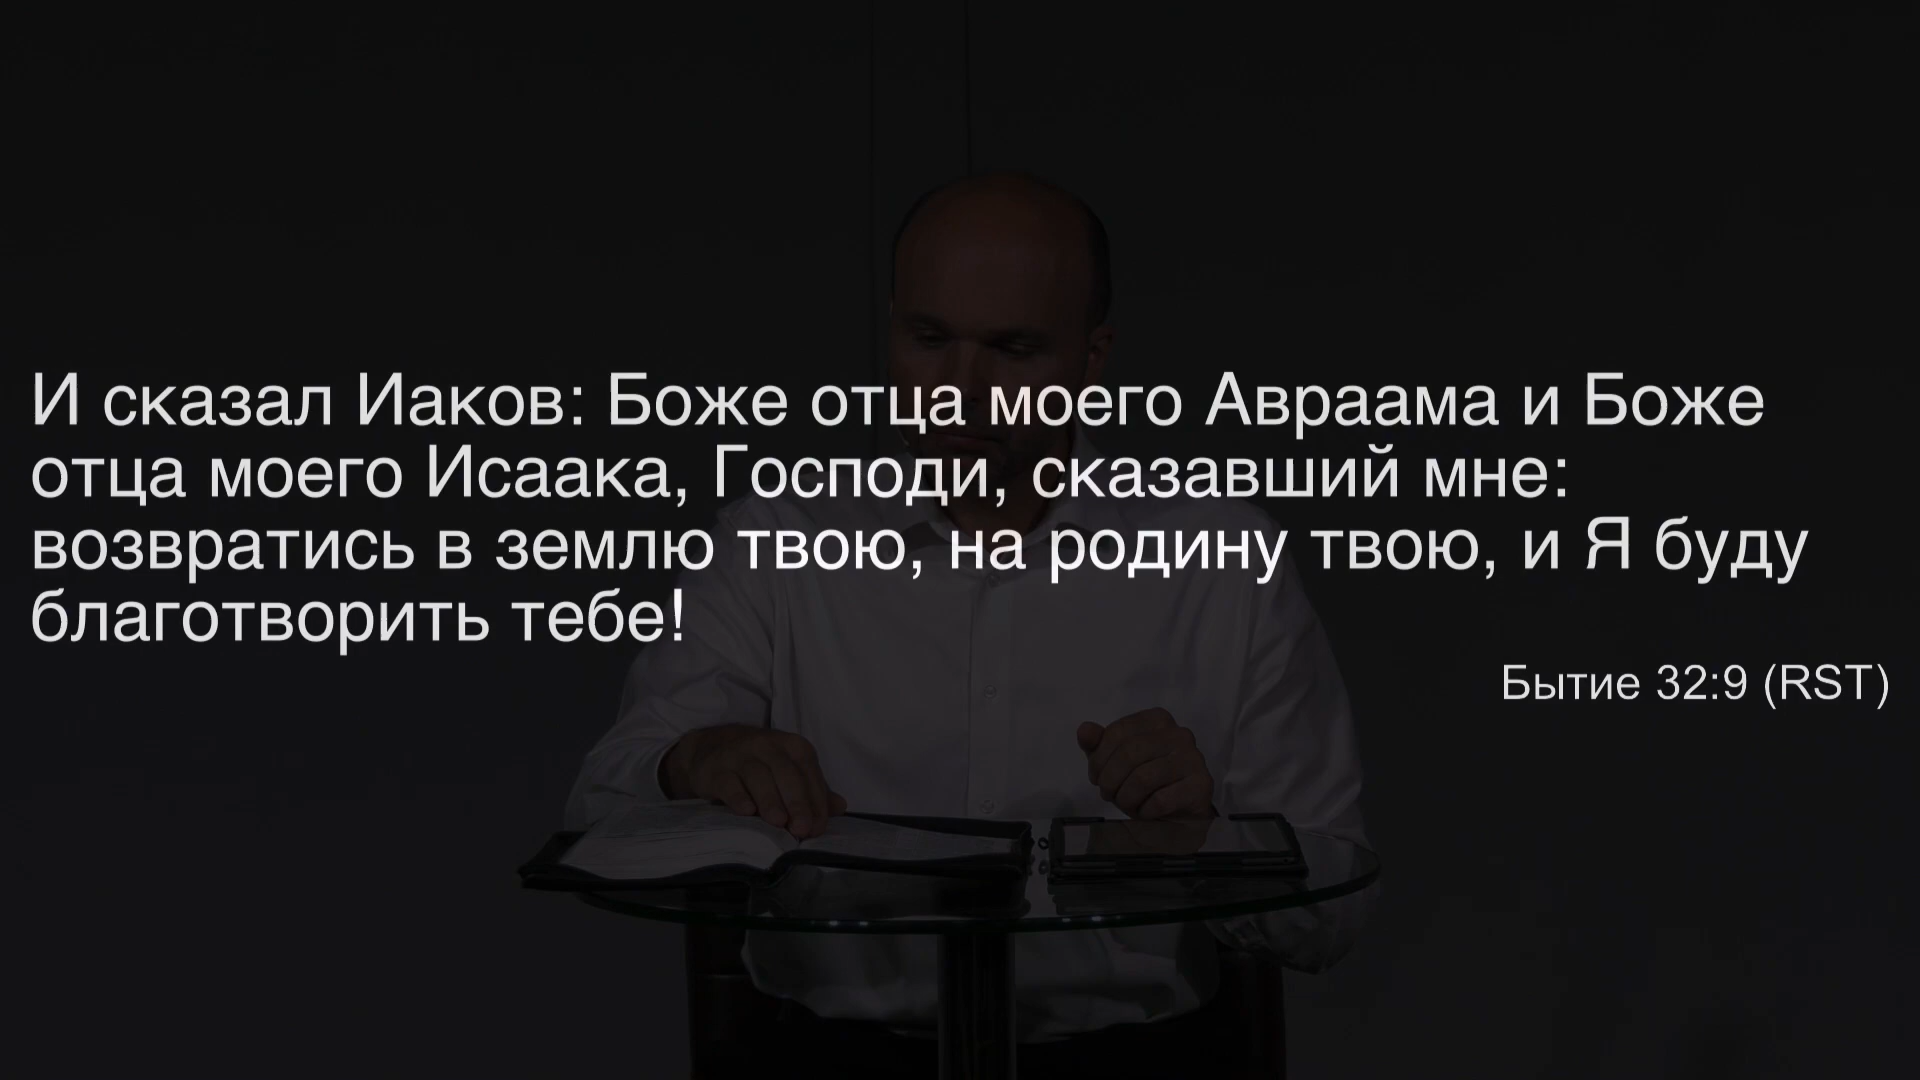 И сказал Иаков: Боже отца моего Авраама и Боже
отца моего Исаака, Господи, сказавший мне:
возвратись в землю твою, на родину твою, и Я буду
благотворить тебе!
Бытие 32:9 (RST)